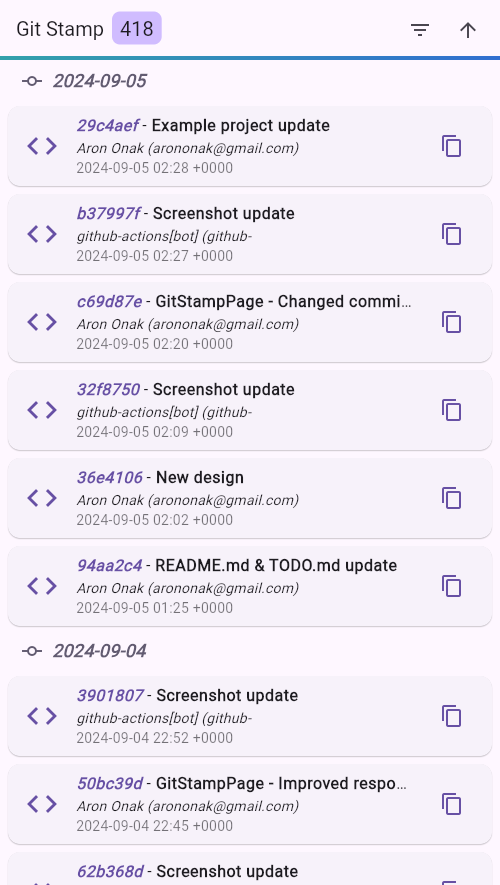 Git Stamp 418
2024-09-05
29c4aef - Example project update
Aron Onak (arononak@gmail.com)
2024-09-05 02:28 +0000
b37997f - Screenshot update
github-actions[bot] (github-
2024-09-05 02:27 +0000
c69d87e - GitStampPage - Changed commi…
Aron Onak (arononak@gmail.com)
2024-09-05 02:20 +0000
32f8750 - Screenshot update
github-actions[bot] (github-
2024-09-05 02:09 +0000
36e4106 - New design
Aron Onak (arononak@gmail.com)
2024-09-05 02:02 +0000
94aa2c4 - README.md & TODO.md update
Aron Onak (arononak@gmail.com)
2024-09-05 01:25 +0000
2024-09-04
3901807 - Screenshot update
github-actions[bot] (github-
2024-09-04 22:52 +0000
50bc39d - GitStampPage - Improved respo…
Aron Onak (arononak@gmail.com)
2024-09-04 22:45 +0000
62b368d - Screenshot update